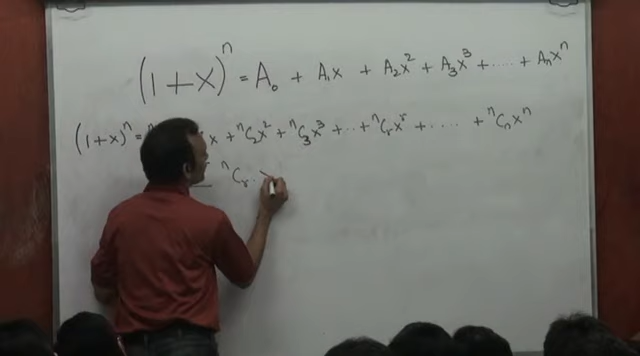 (1+x)ⁿ = A₀ + A₁x + A₂x² + A₃x³ + ..... + Aₙxⁿ
(1+x)ⁿ = x + ⁿC₂x² + ⁿC₃x³ + .. + ⁿCᵣxʳ + ..... + ⁿCₙxⁿ
ⁿCᵣ .